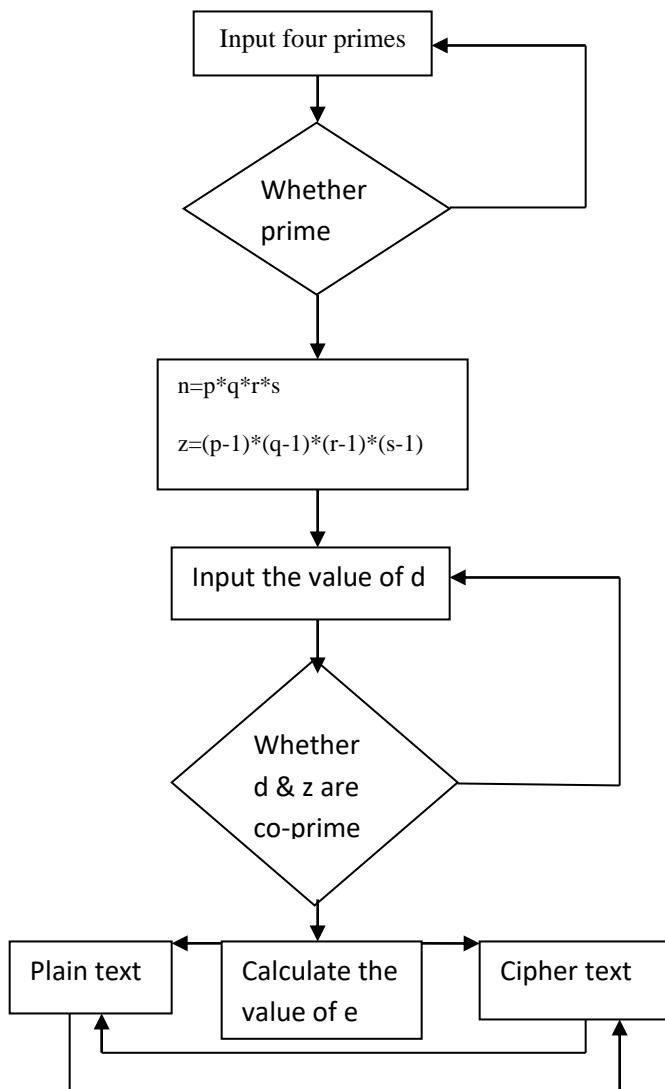 Input four primes
Whether
prime
n=p*q*r*s
z=(p-1)*(q-1)*(r-1)*(s-1)
Input the value of d
Whether
d & z are
co-prime
Plain text
Calculate the
value of e
Cipher text